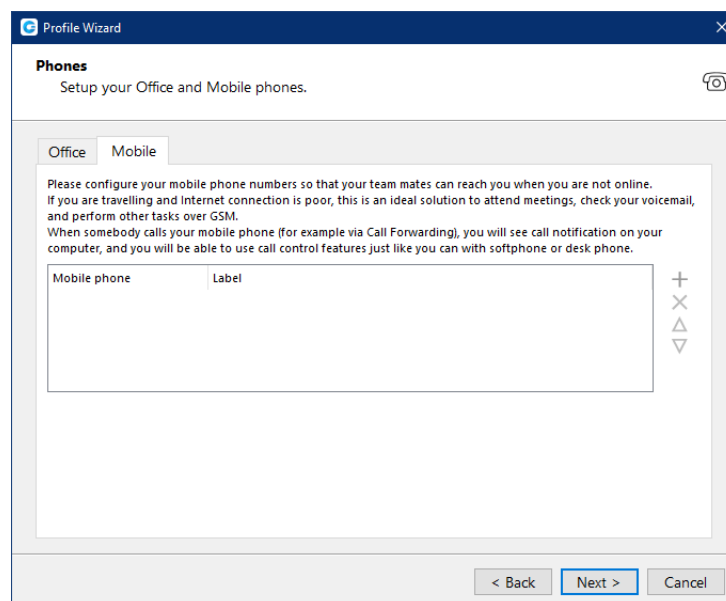 Profile Wizard
Phones
Setup your Office and Mobile phones.
Office Mobile
Please configure your mobile phone numbers so that your team mates can reach you when you are not online.
If you are travelling and Internet connection is poor, this is an ideal solution to attend meetings, check your voicemail,
and perform other tasks over GSM.
When somebody calls your mobile phone (for example via Call Forwarding), you will see call notification on your
computer, and you will be able to use call control features just like you can with softphone or desk phone.
Mobile phone Label
< Back Next > Cancel